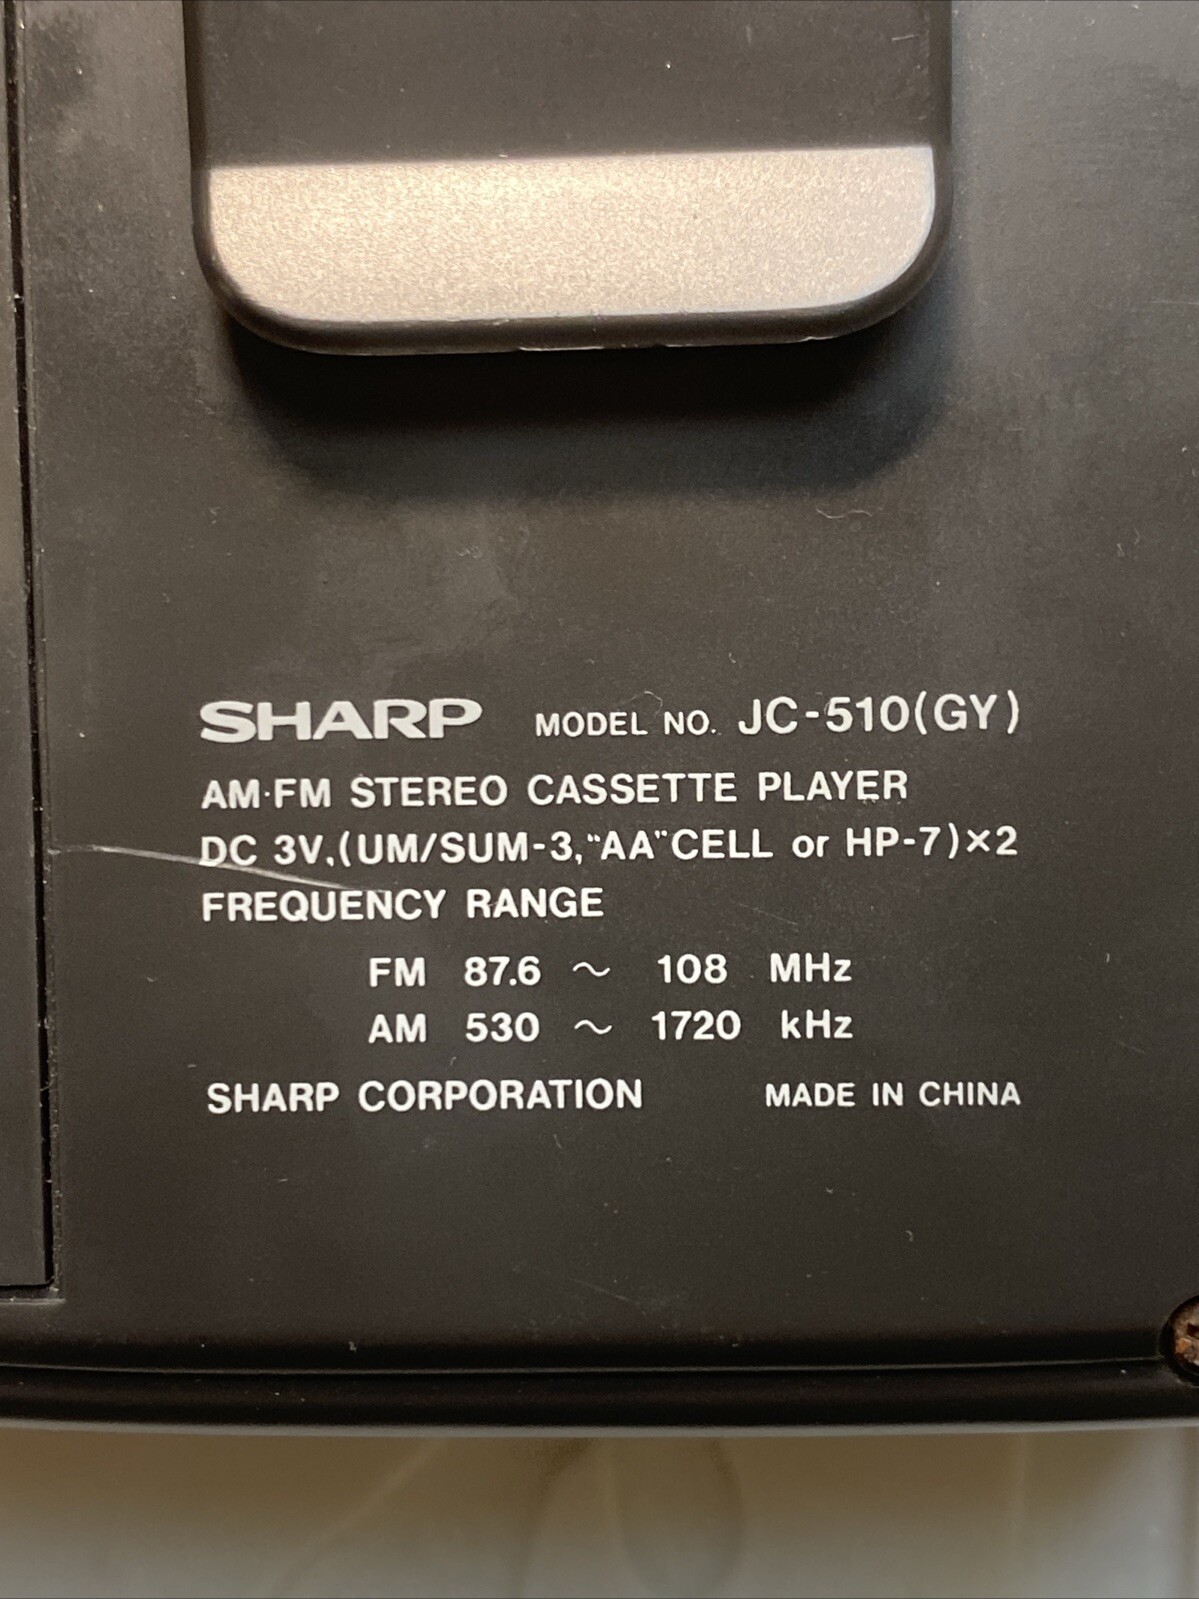 SHARP MODEL NO. JC-510(GY)
AM·FM STEREO CASSETTE PLAYER
DC 3V,(UM/SUM-3,"AA"CELL or HP-7)×2
FREQUENCY RANGE
FM 87.6 ~ 108 MHz
AM 530 ~ 1720 kHz
SHARP CORPORATION MADE IN CHINA